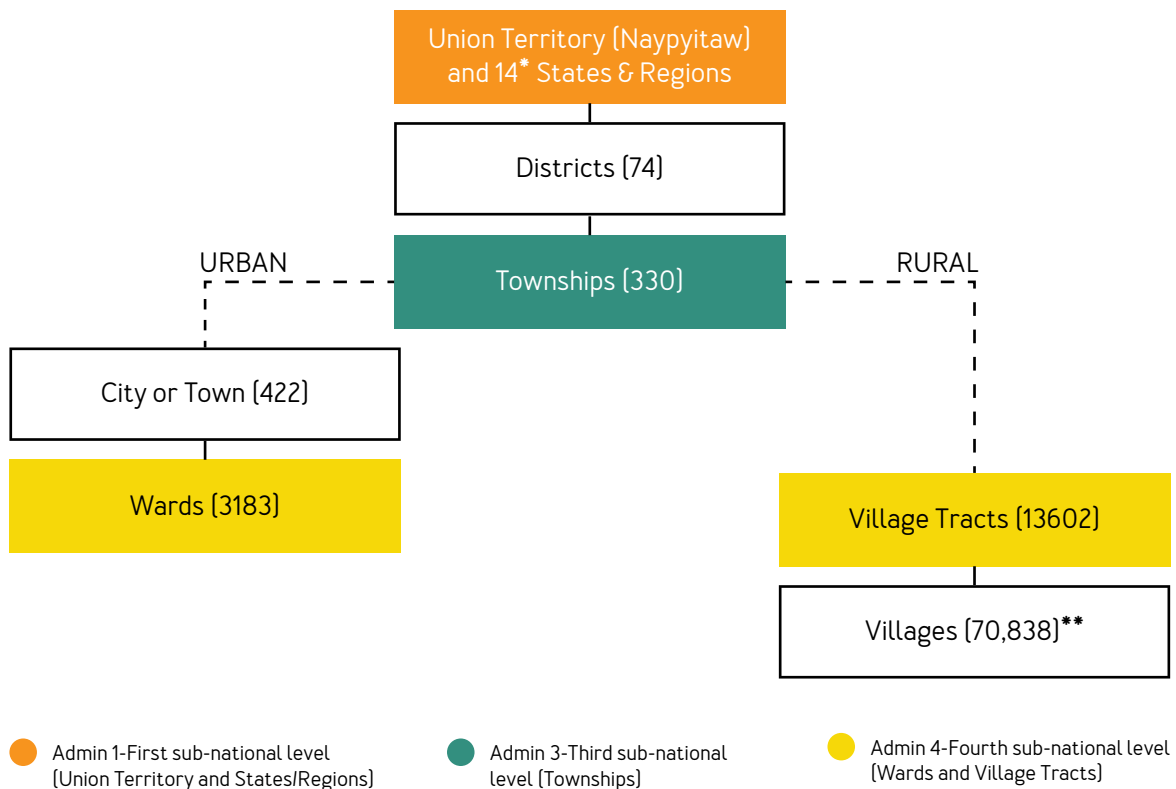 Union Territory (Naypyitaw)
and 14* States & Regions
Districts (74)
URBAN
Townships (330)
RURAL
City or Town (422)
Wards (3183)
Village Tracts (13602)
Villages (70,838)**
Admin 1-First sub-national level
(Union Territory and States/Regions)
Admin 3-Third sub-national
level (Townships)
Admin 4-Fourth sub-national level
(Wards and Village Tracts)